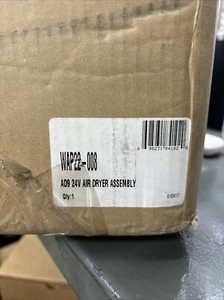 WAP22-008
AD9 24V AIR DRYER ASSEMBLY
Qty:1